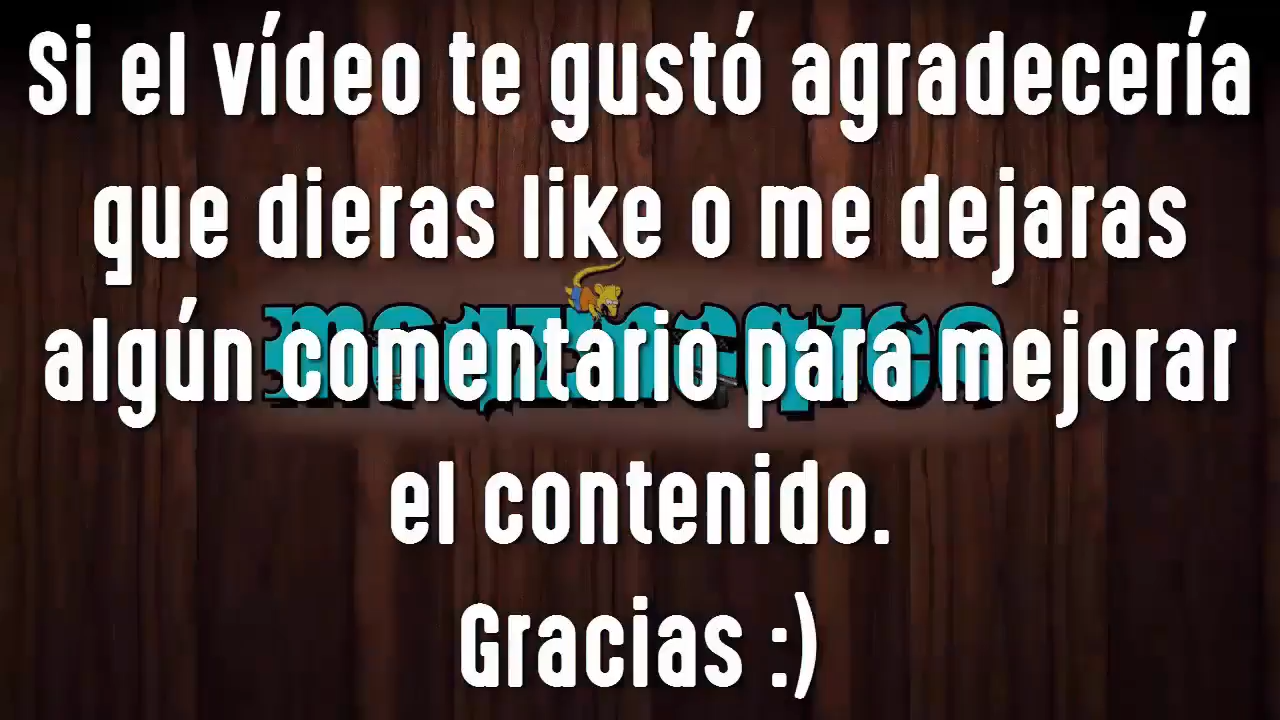 Si el vídeo te gustó agradecería
que dieras like o me dejaras
algún comentario para mejorar
el contenido.
Gracias :)